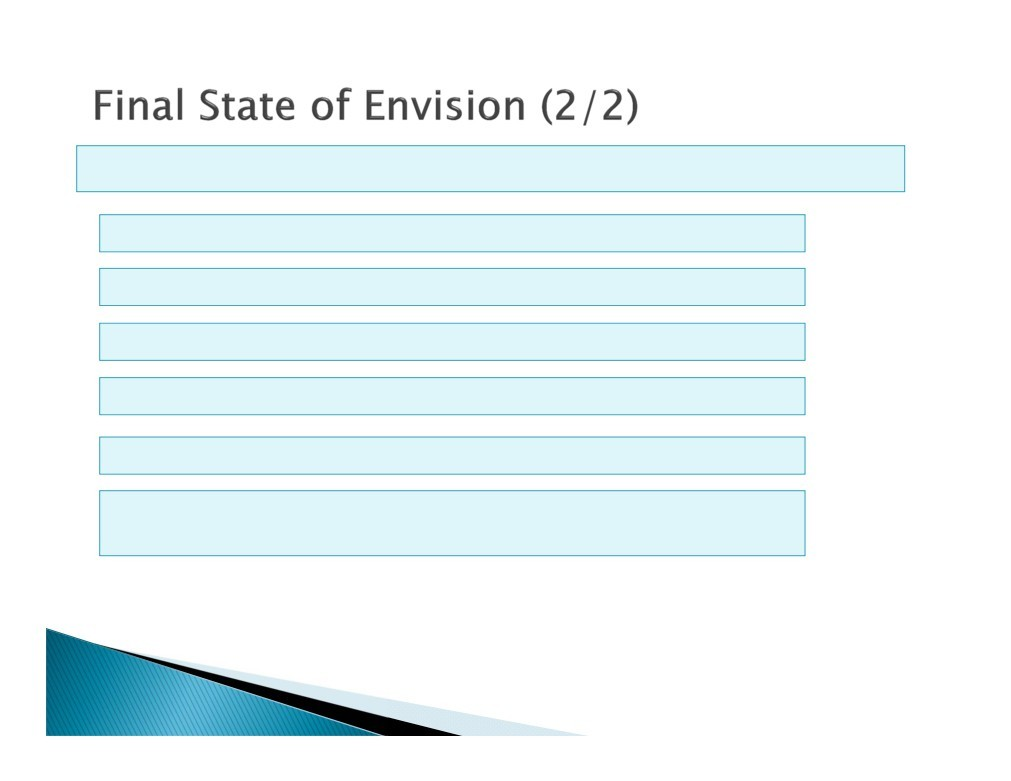 Final State of Envision (2/2)